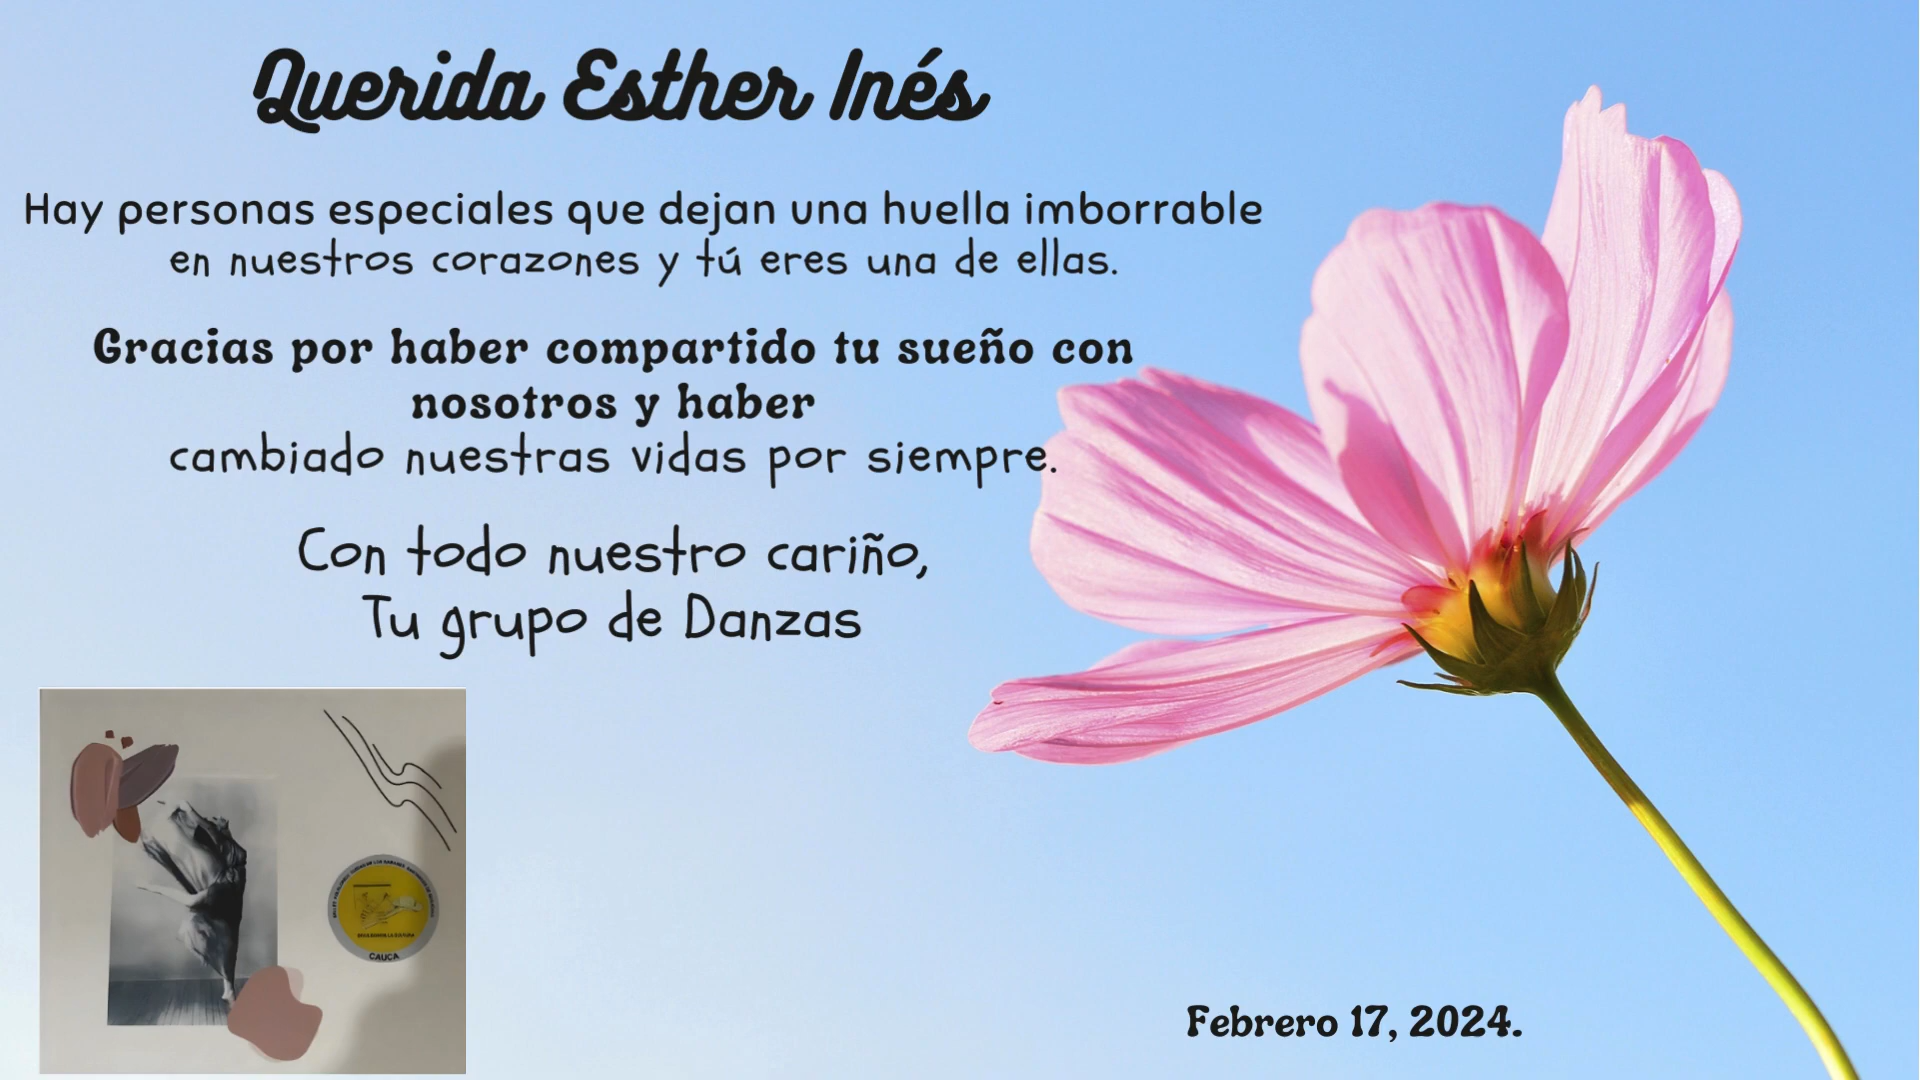 Querida Esther Inés
Hay personas especiales que dejan una huella imborrable
en nuestros corazones y tú eres una de ellas.
Gracias por haber compartido tu sueño con
nosotros y haber
cambiado nuestras vidas por siempre.
Con todo nuestro cariño,
Tu grupo de Danzas
CAUCA
Febrero 17, 2024.